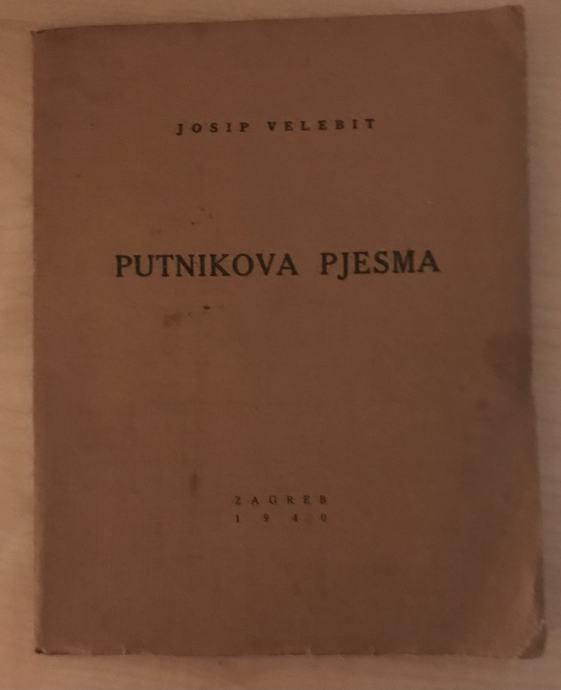 JOSIP VELEBIT
PUTNIKOVA PJESMA
ZAGREB
1940